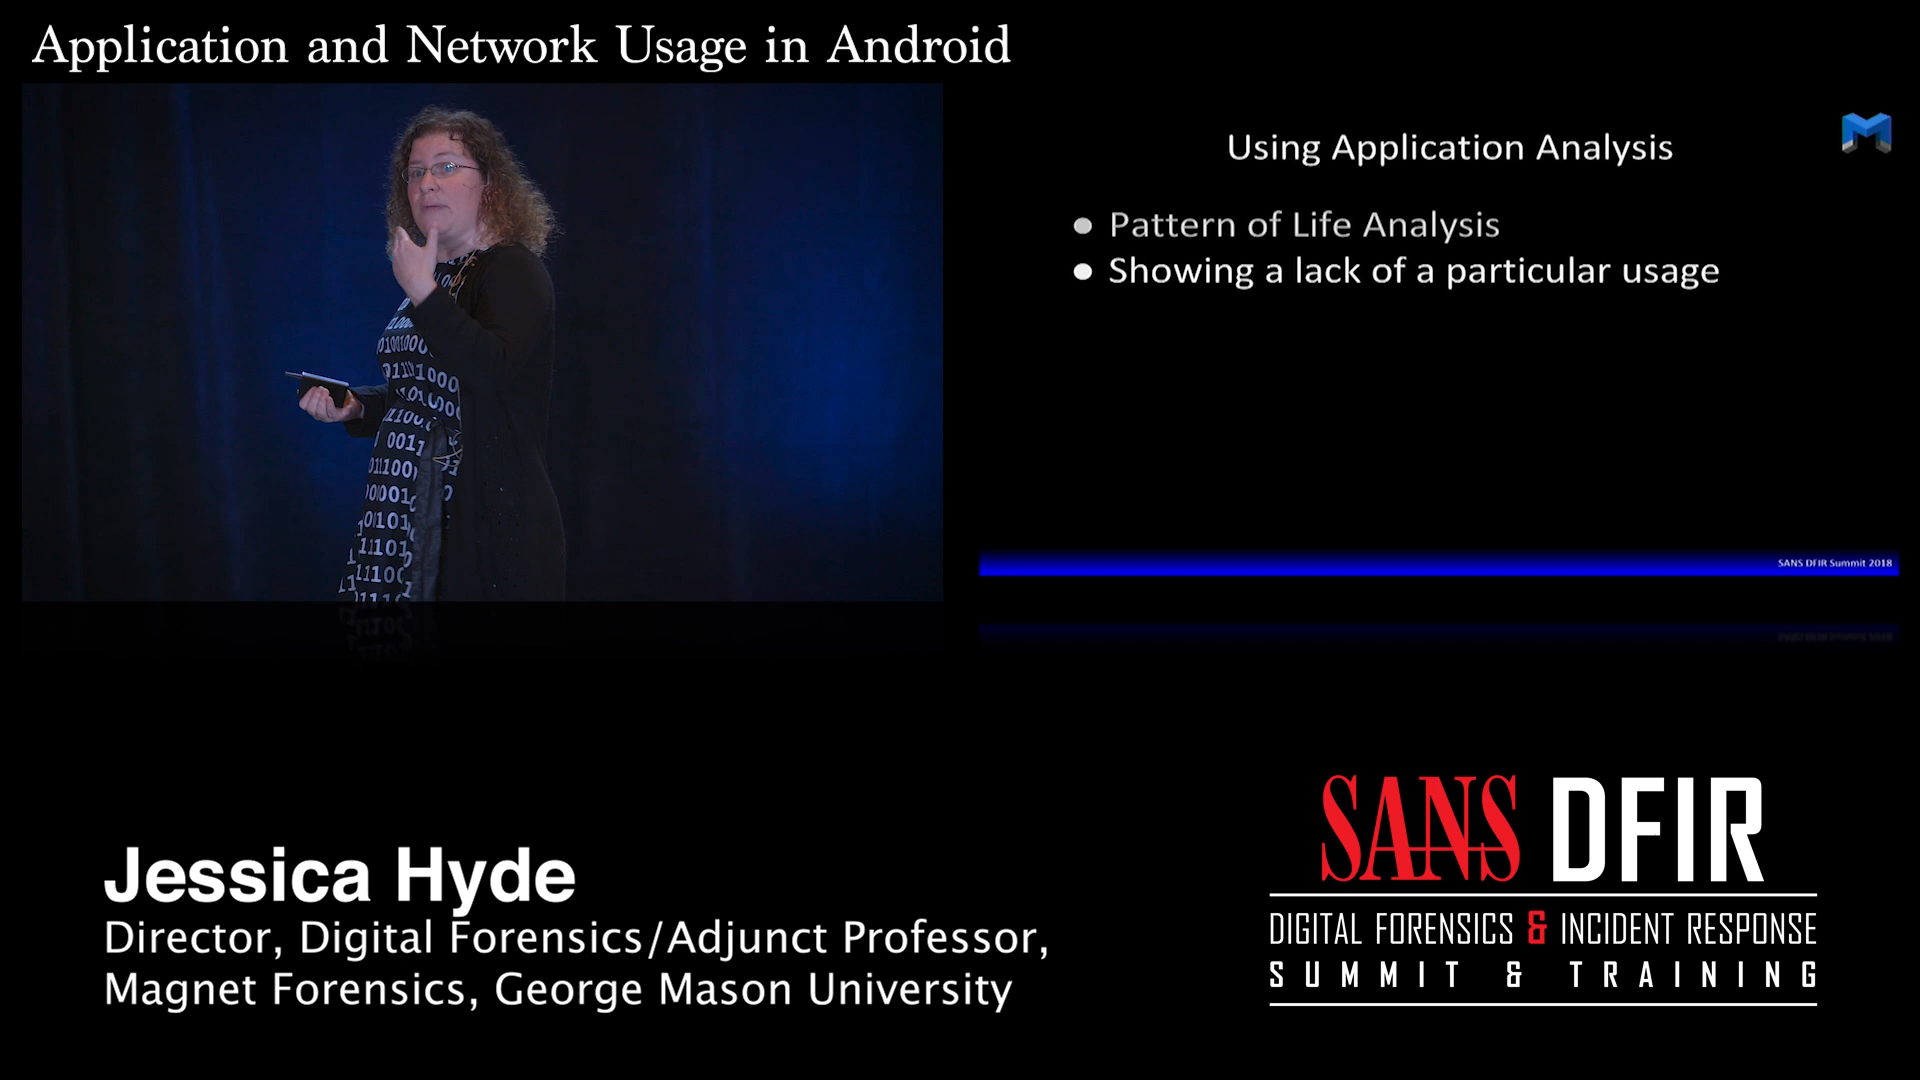 Application and Network Usage in Android
Using Application Analysis
● Pattern of Life Analysis
● Showing a lack of a particular usage
SANS DFIR Summit 2018
Jessica Hyde
Director, Digital Forensics/Adjunct Professor,
Magnet Forensics, George Mason University
SANS DFIR
DIGITAL FORENSICS & INCIDENT RESPONSE
SUMMIT & TRAINING